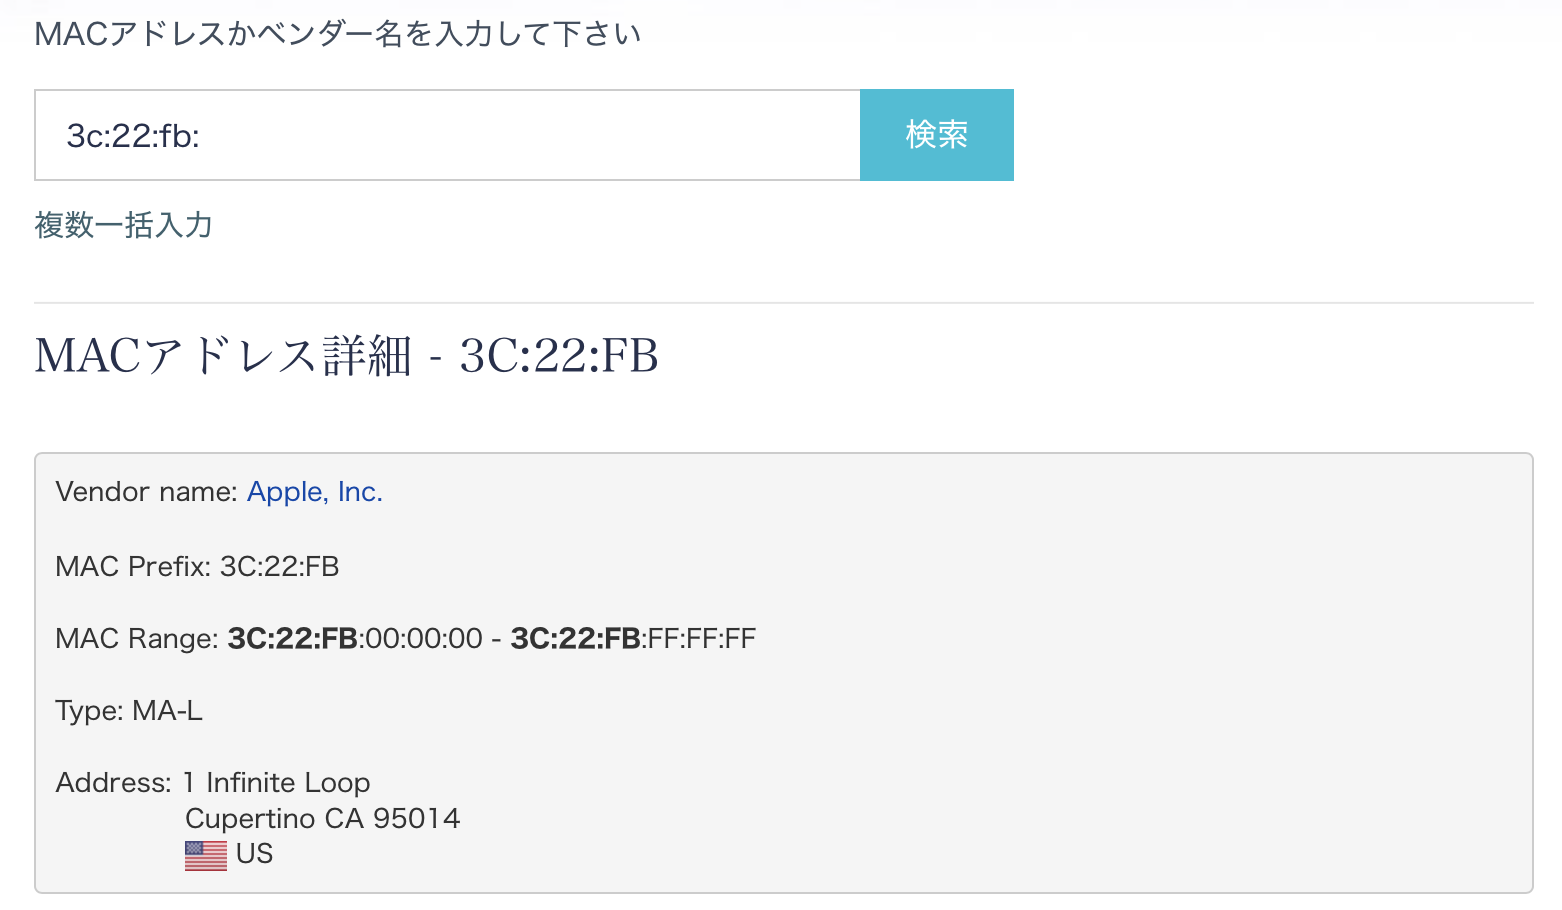 MACアドレスかベンダー名を入力して下さい
3c:22:fb:
検索
複数一括入力
MACアドレス詳細 - 3C:22:FB
Vendor name: Apple, Inc.
MAC Prefix: 3C:22:FB
MAC Range: 3C:22:FB:00:00:00 - 3C:22:FB:FF:FF:FF
Type: MA-L
Address: 1 Infinite Loop
Cupertino CA 95014
US